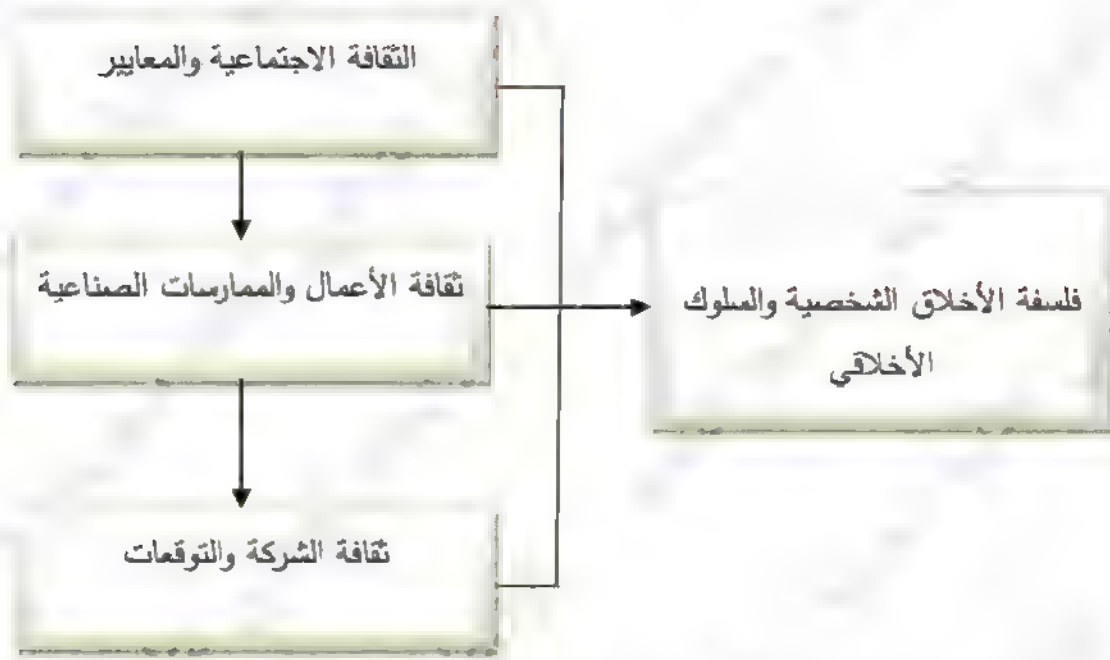 الثقافة الاجتماعية والمعايير
ثقافة الأعمال والممارسات الصناعية
فلسفة الأخلاق الشخصية والسلوك
الأخلاقي
ثقافة الشركة والتوقعات